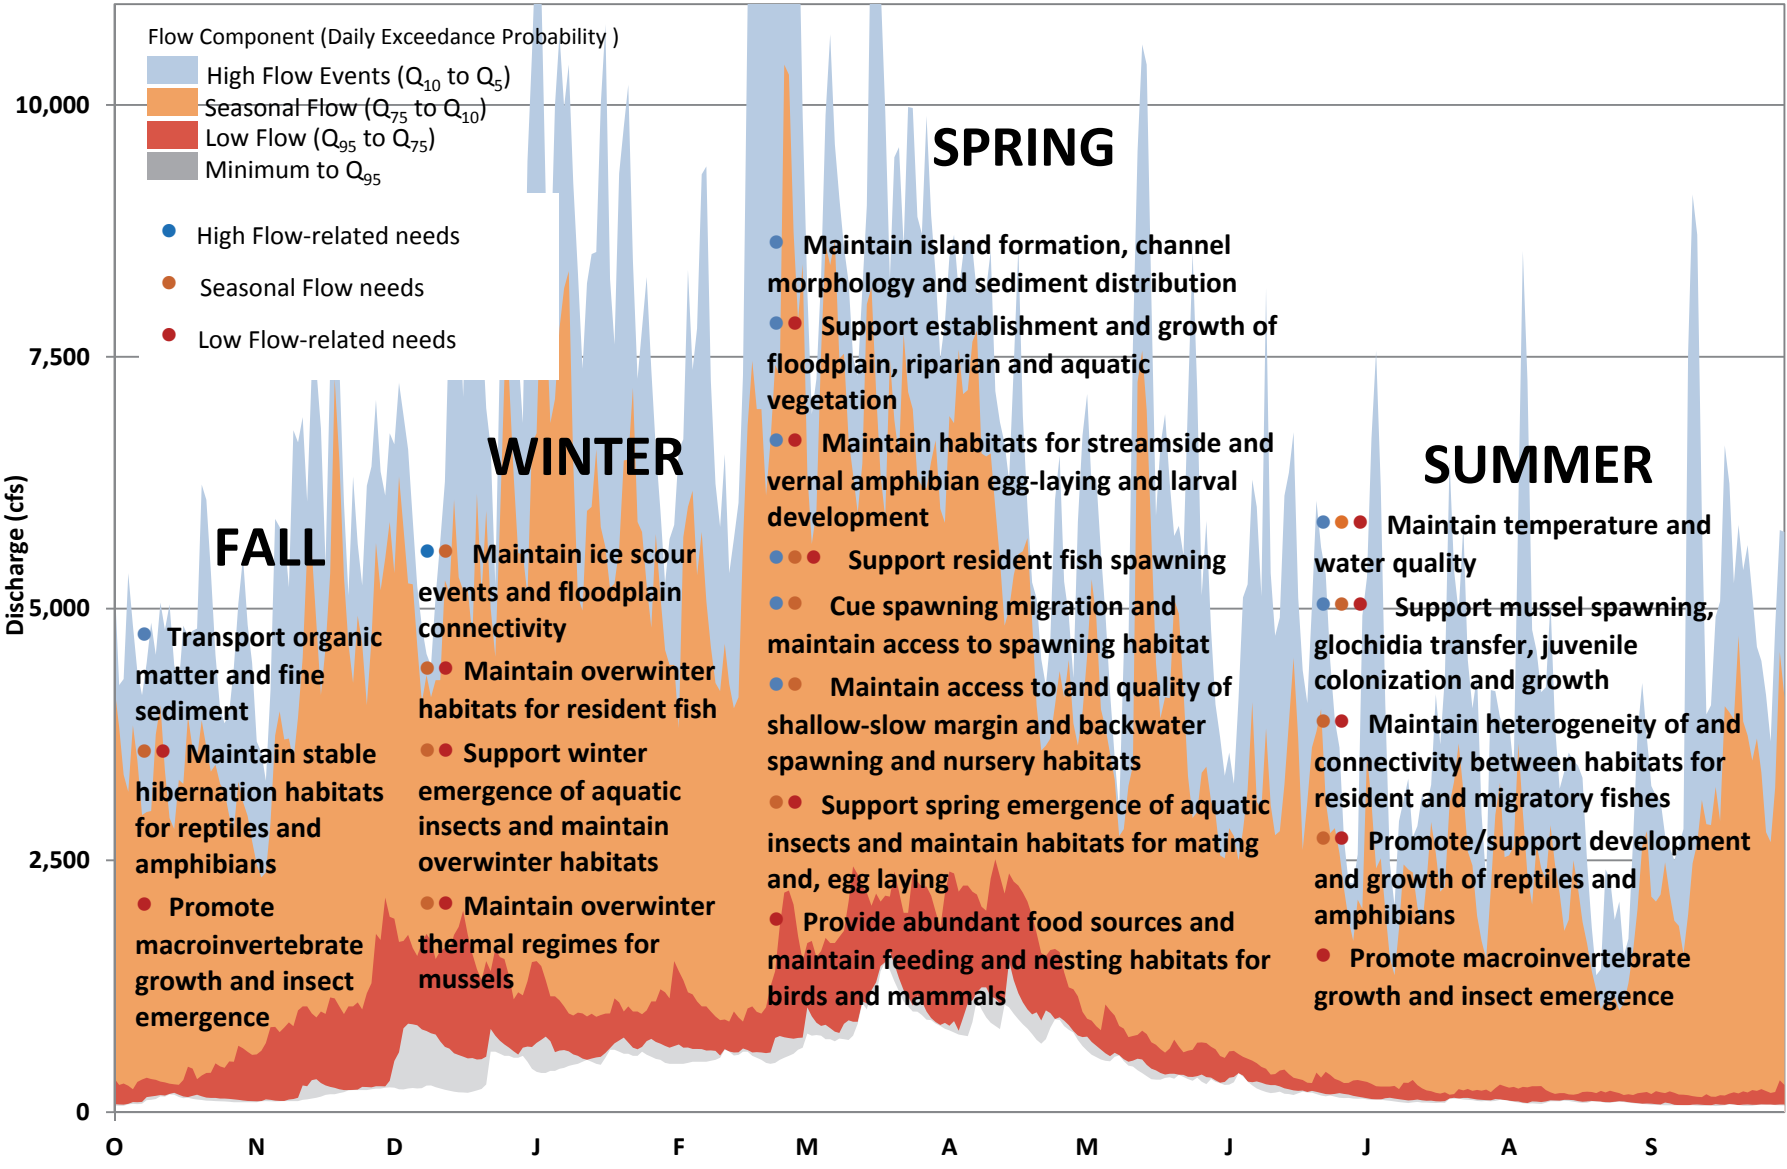 Flow Component (Daily Exceedance Probability )
High Flow Events (Q10 to Q5)
Seasonal Flow (Q75 to Q10)
Low Flow (Q95 to Q75)
Minimum to Q95
High Flow-related needs
Seasonal Flow needs
Low Flow-related needs
10,000
7,500
5,000
2,500
0
Discharge (cfs)
FALL
Transport organic
matter and fine
sediment
Maintain stable
hibernation habitats
for reptiles and
amphibians
Promote
macroinvertebrate
growth and insect
emergence
WINTER
Maintain ice scour
events and floodplain
connectivity
Maintain overwinter
habitats for resident fish
Support winter
emergence of aquatic
insects and maintain
overwinter habitats
Maintain overwinter
thermal regimes for
mussels
SPRING
Maintain island formation, channel
morphology and sediment distribution
Support establishment and growth of
floodplain, riparian and aquatic
vegetation
Maintain habitats for streamside and
vernal amphibian egg-laying and larval
development
Support resident fish spawning
Cue spawning migration and
maintain access to spawning habitat
Maintain access to and quality of
shallow-slow margin and backwater
spawning and nursery habitats
Support spring emergence of aquatic
insects and maintain habitats for mating
and, egg laying
Provide abundant food sources and
maintain feeding and nesting habitats for
birds and mammals
SUMMER
Maintain temperature and
water quality
Support mussel spawning,
glochidia transfer, juvenile
colonization and growth
Maintain heterogeneity of and
connectivity between habitats for
resident and migratory fishes
Promote/support development
and growth of reptiles and
amphibians
Promote macroinvertebrate
growth and insect emergence
O N D J F M A M J J A S